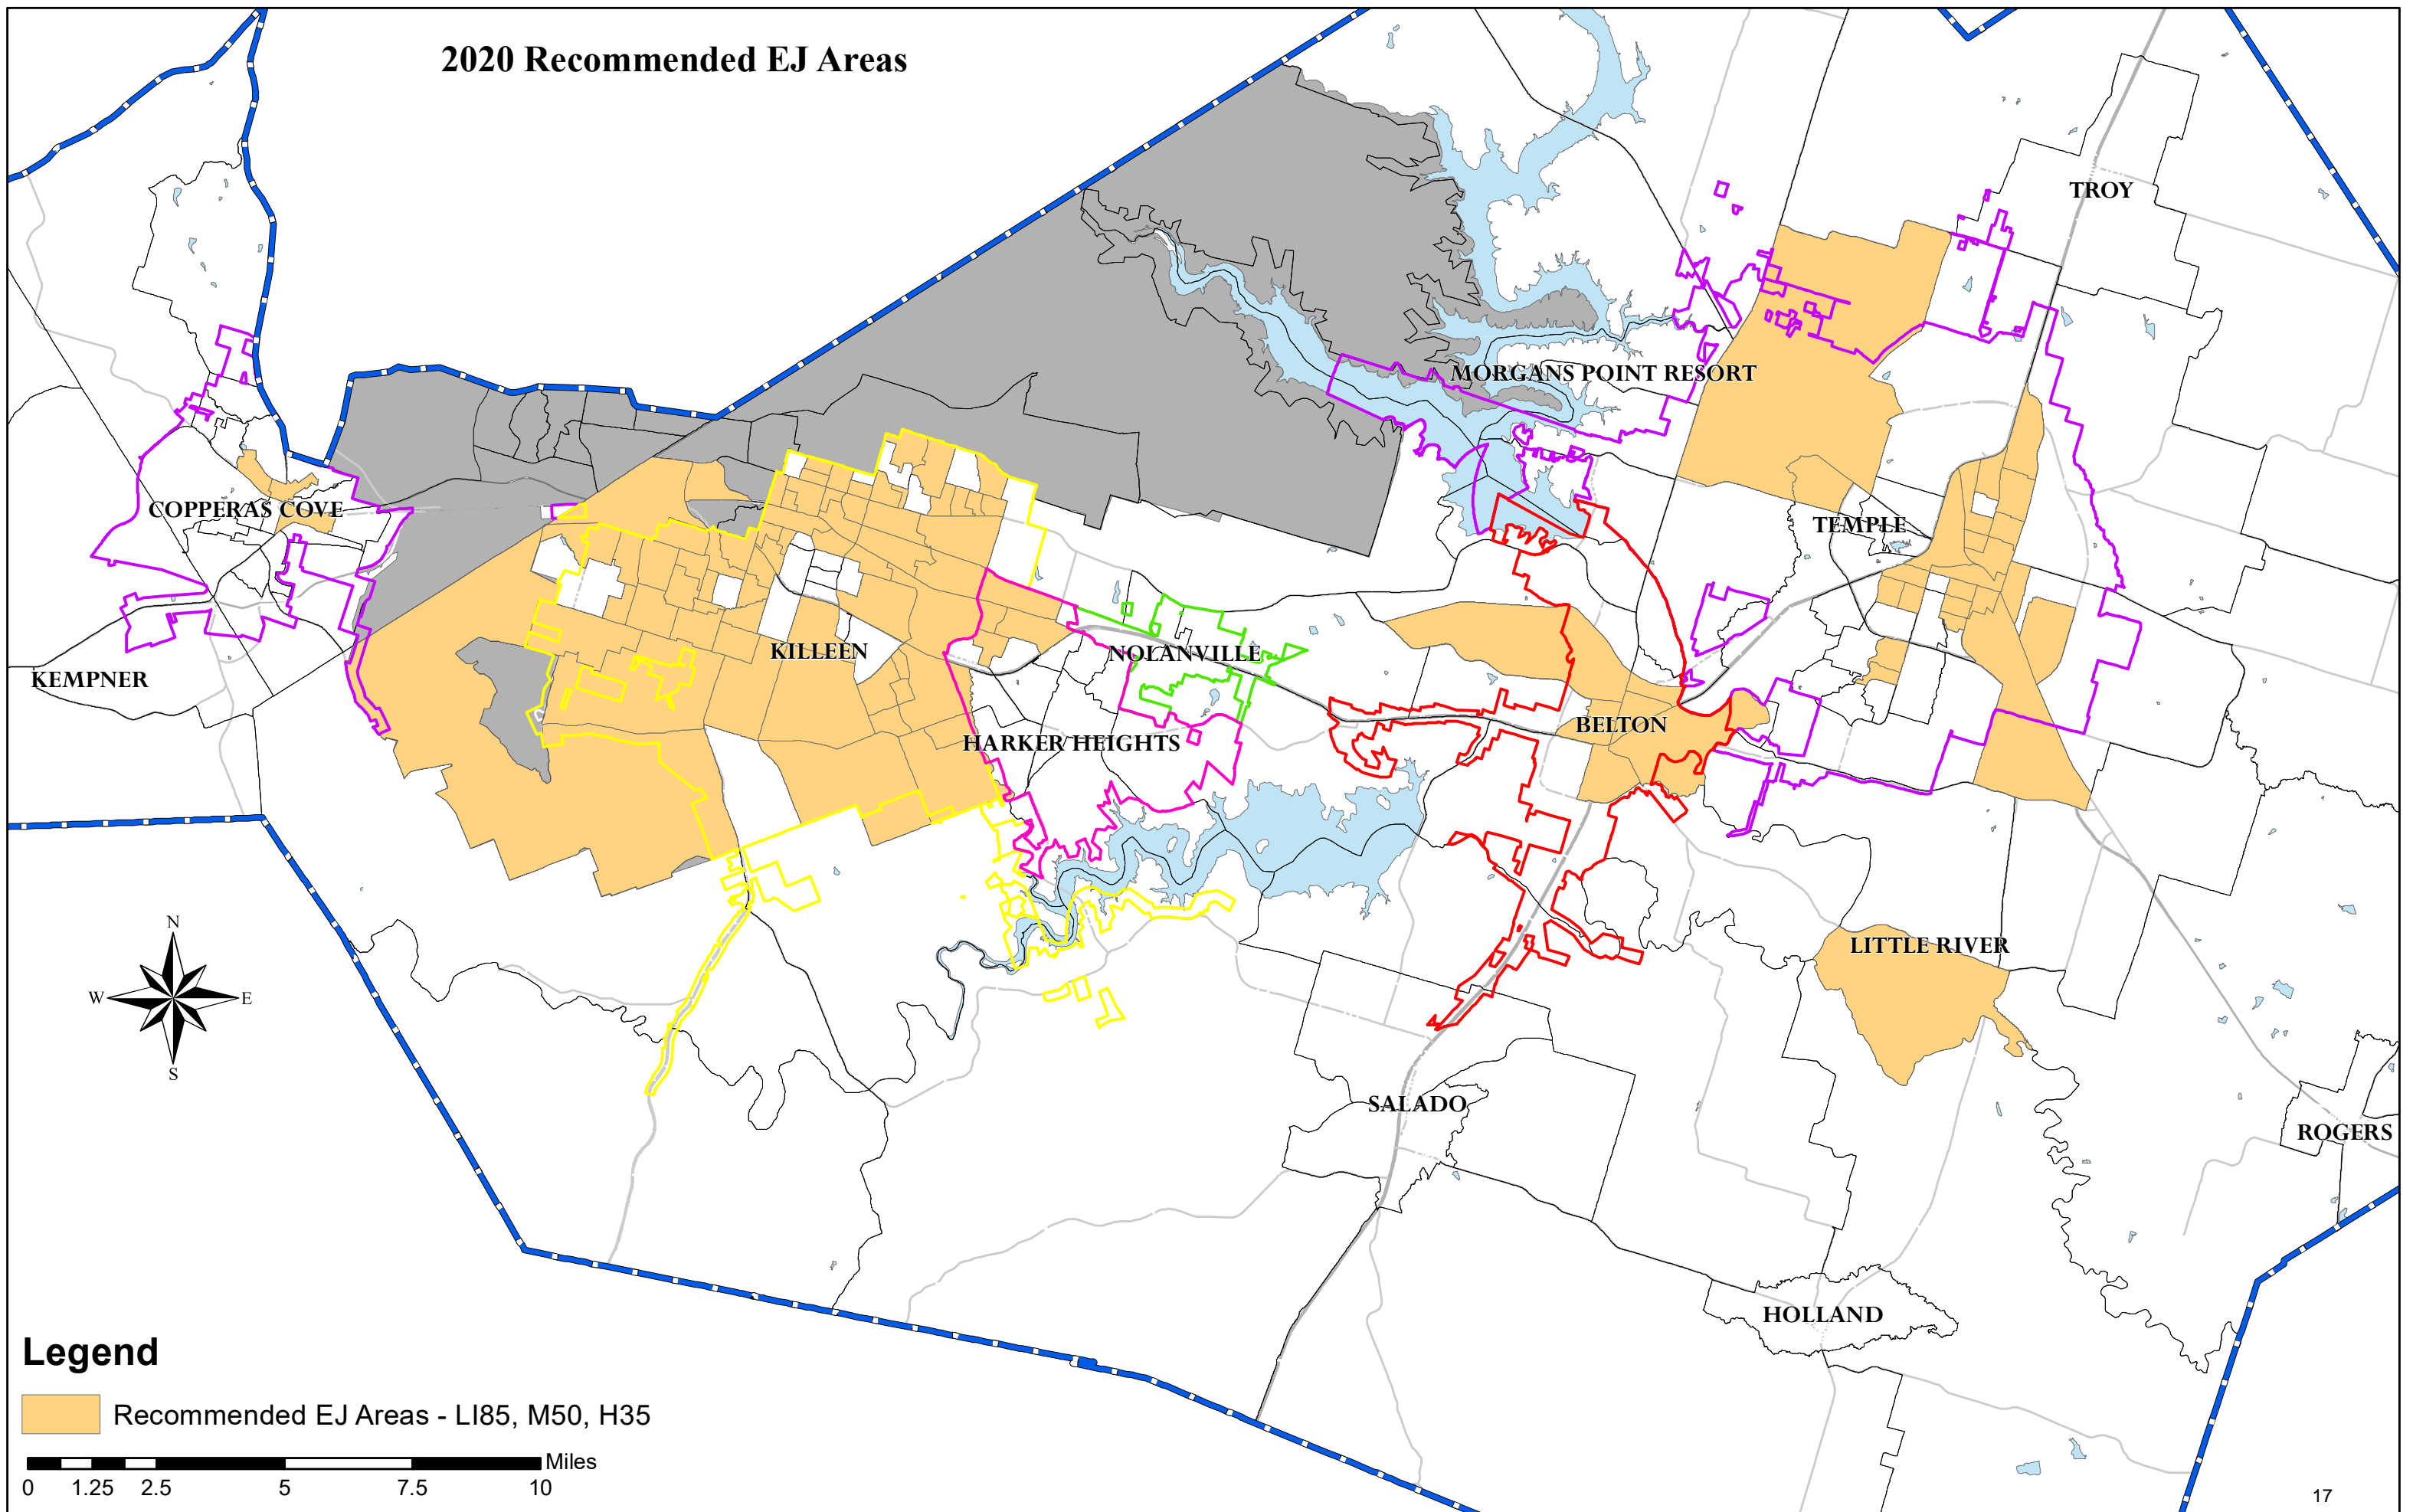 2020 Recommended EJ Areas
TROY
MORGANS POINT RESORT
COPPERAS COVE
TEMPLE
KILLEEN
NOLANVILLE
KEMPNER
BELTON
HARKER HEIGHTS
N
W E
S
LITTLE RIVER
SALADO
ROGERS
HOLLAND
Legend
Recommended EJ Areas - LI85, M50, H35
Miles
0 1.25 2.5 5 7.5 10
17